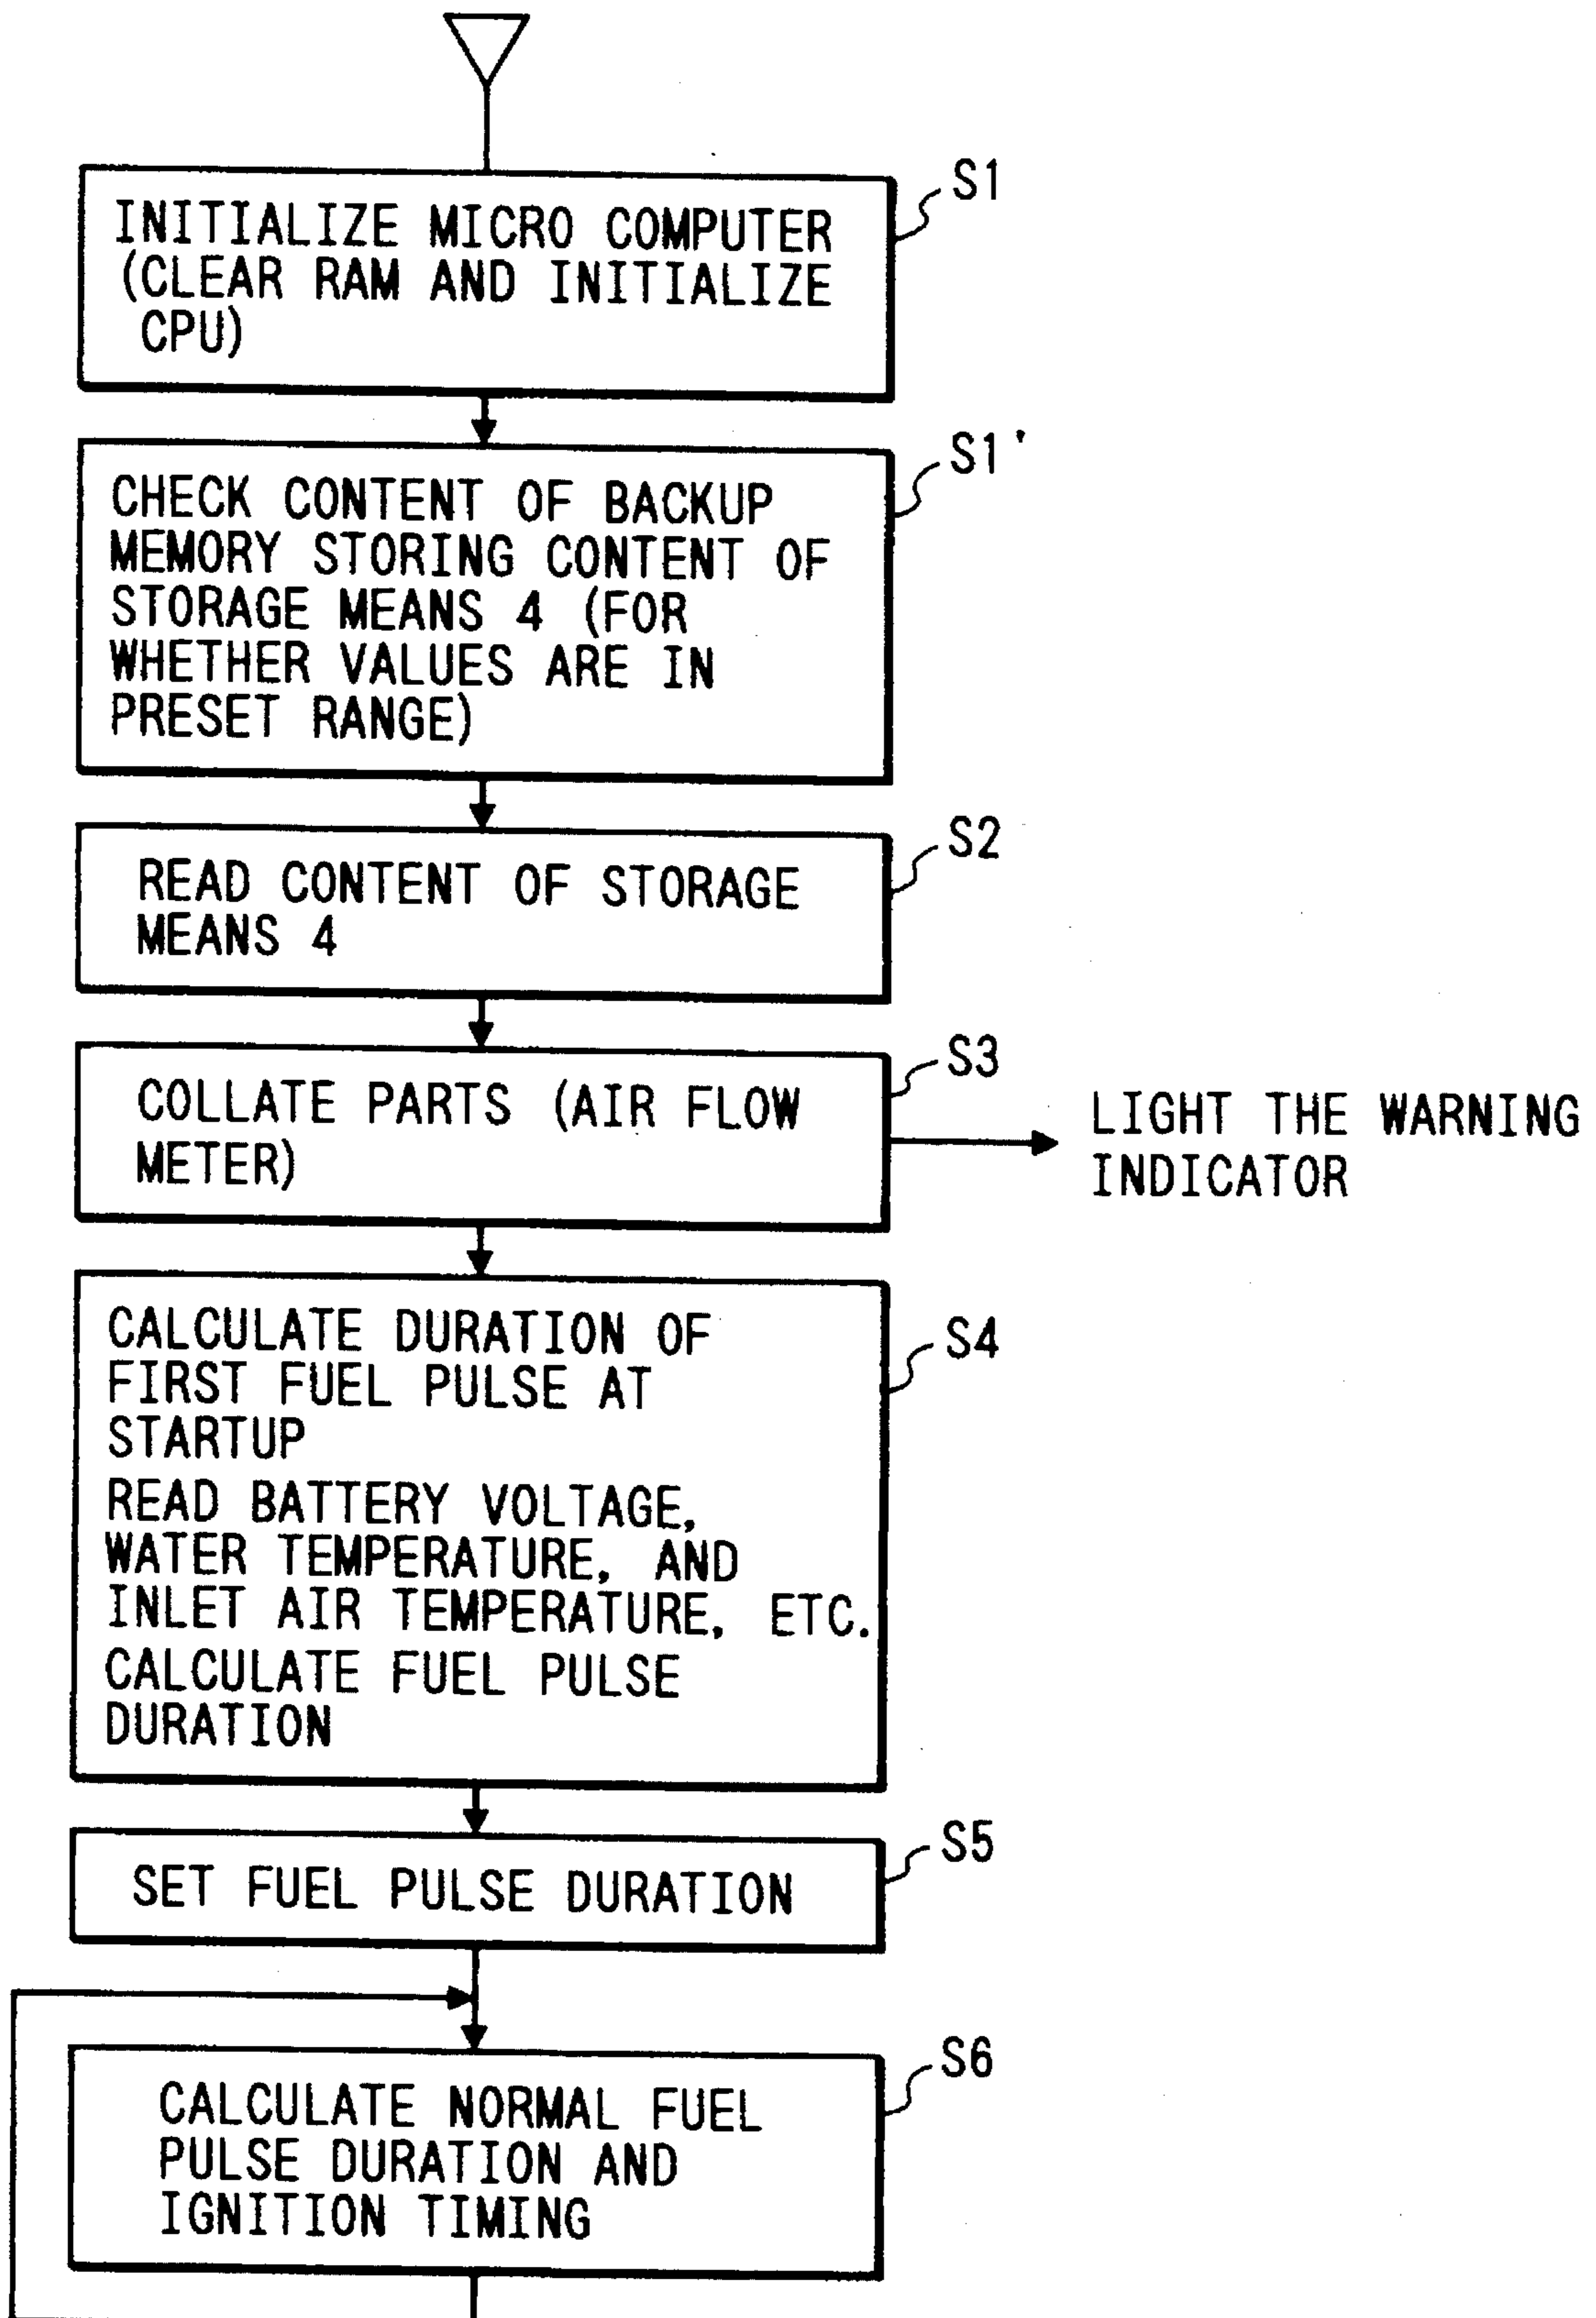 S1
INITIALIZE MICRO COMPUTER
(CLEAR RAM AND INITIALIZE
CPU)
S1'
CHECK CONTENT OF BACKUP
MEMORY STORING CONTENT OF
STORAGE MEANS 4 (FOR
WHETHER VALUES ARE IN
PRESET RANGE)
S2
READ CONTENT OF STORAGE
MEANS 4
S3
COLLATE PARTS (AIR FLOW
METER)
LIGHT THE WARNING
INDICATOR
S4
CALCULATE DURATION OF
FIRST FUEL PULSE AT
STARTUP
READ BATTERY VOLTAGE,
WATER TEMPERATURE, AND
INLET AIR TEMPERATURE, ETC.
CALCULATE FUEL PULSE
DURATION
S5
SET FUEL PULSE DURATION
S6
CALCULATE NORMAL FUEL
PULSE DURATION AND
IGNITION TIMING